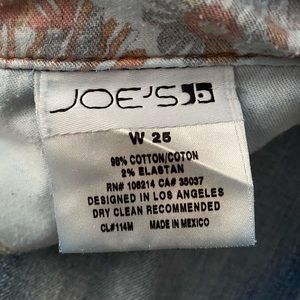 JOE'S
W 25
98% COTTON/COTON
2% ELASTAN
RN# 106214 CA# 35037
DESIGNED IN LOS ANGELES
DRY CLEAN RECOMMENDED
CL#114M MADE IN MEXICO